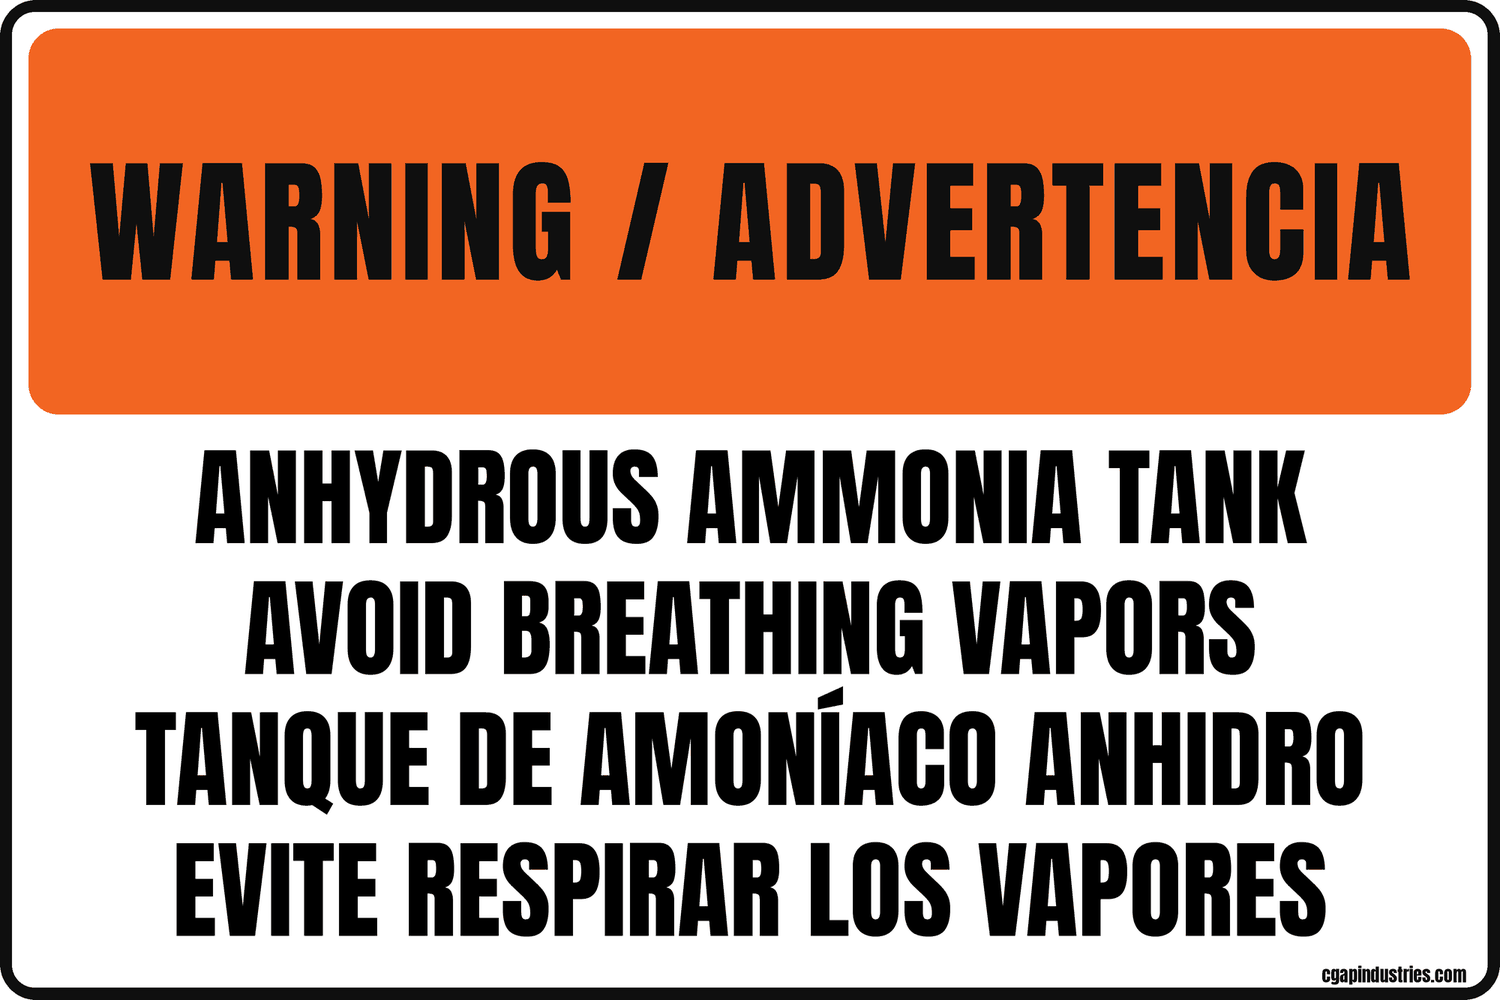 WARNING / ADVERTENCIA
ANHYDROUS AMMONIA TANK
AVOID BREATHING VAPORS
TANQUE DE AMONÍACO ANHIDRO
EVITE RESPIRAR LOS VAPORES
cgapindustries.com